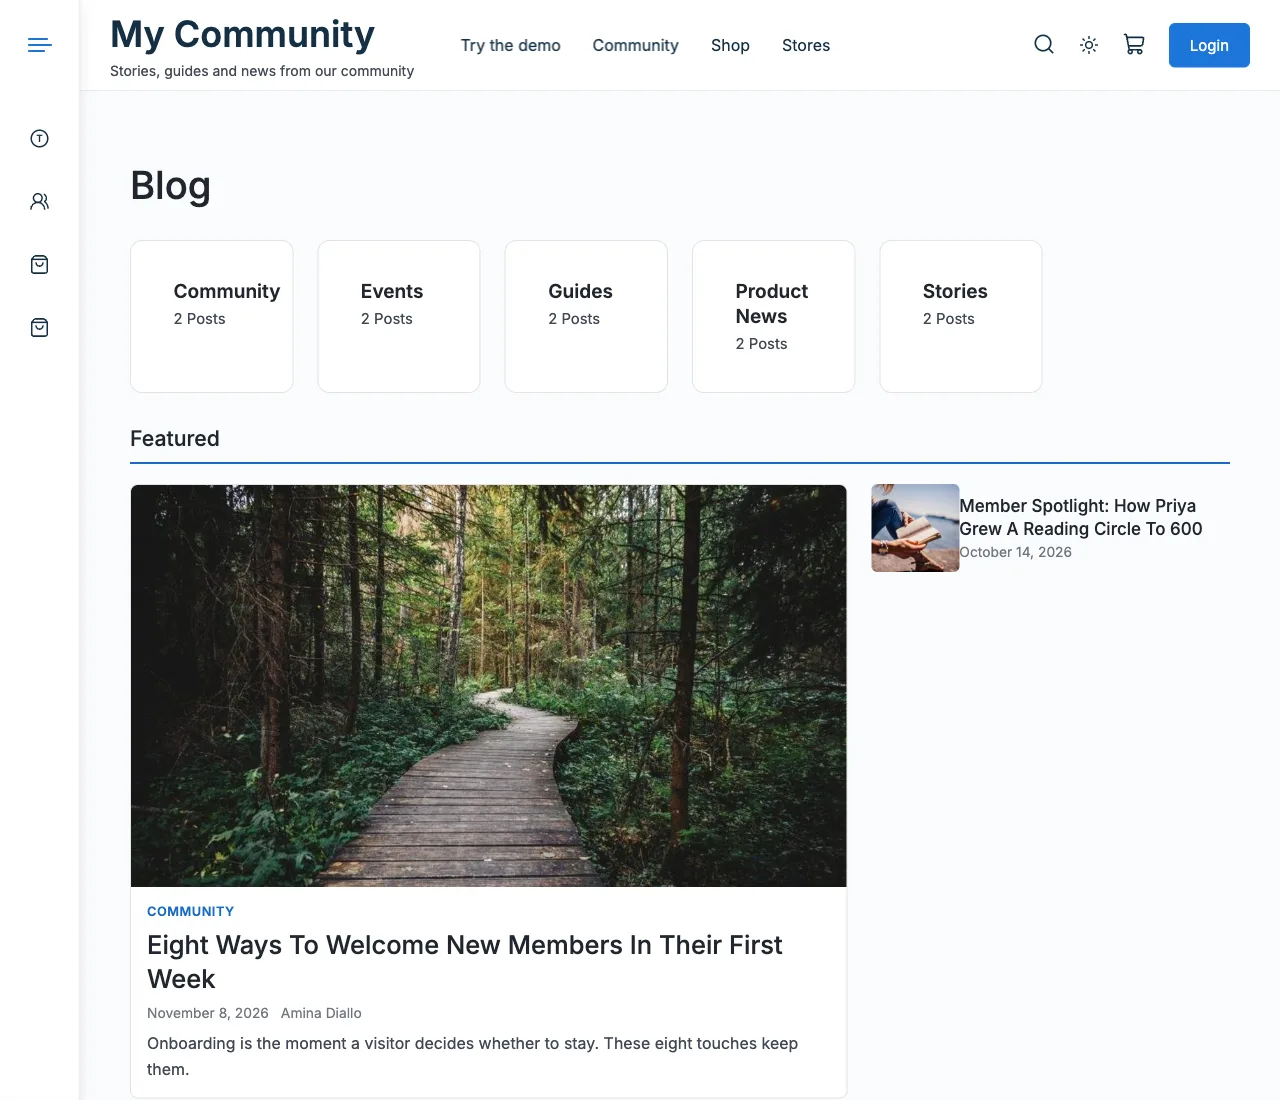 My Community
Stories, guides and news from our community
Try the demo
Community
Shop
Stores
Login
T
Blog
Community
2 Posts
Events
2 Posts
Guides
2 Posts
Product
News
2 Posts
Stories
2 Posts
Featured
COMMUNITY
Eight Ways To Welcome New Members In Their First
Week
November 8, 2026 Amina Diallo
Onboarding is the moment a visitor decides whether to stay. These eight touches keep
them.
Member Spotlight: How Priya
Grew A Reading Circle To 600
October 14, 2026